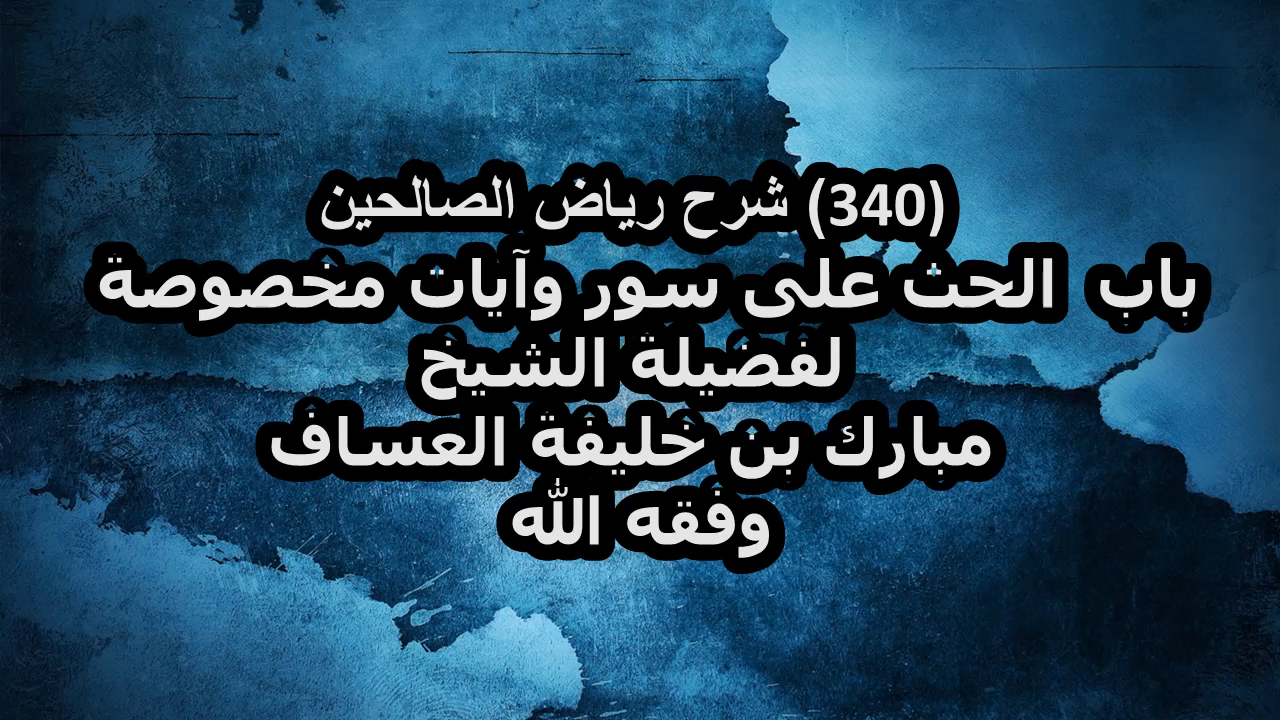 (340) شرح رياض الصالحين
باب الحث على سور وآيات مخصوصة
لفضيلة الشيخ
مبارك بن خليفة العساف
وفقه الله